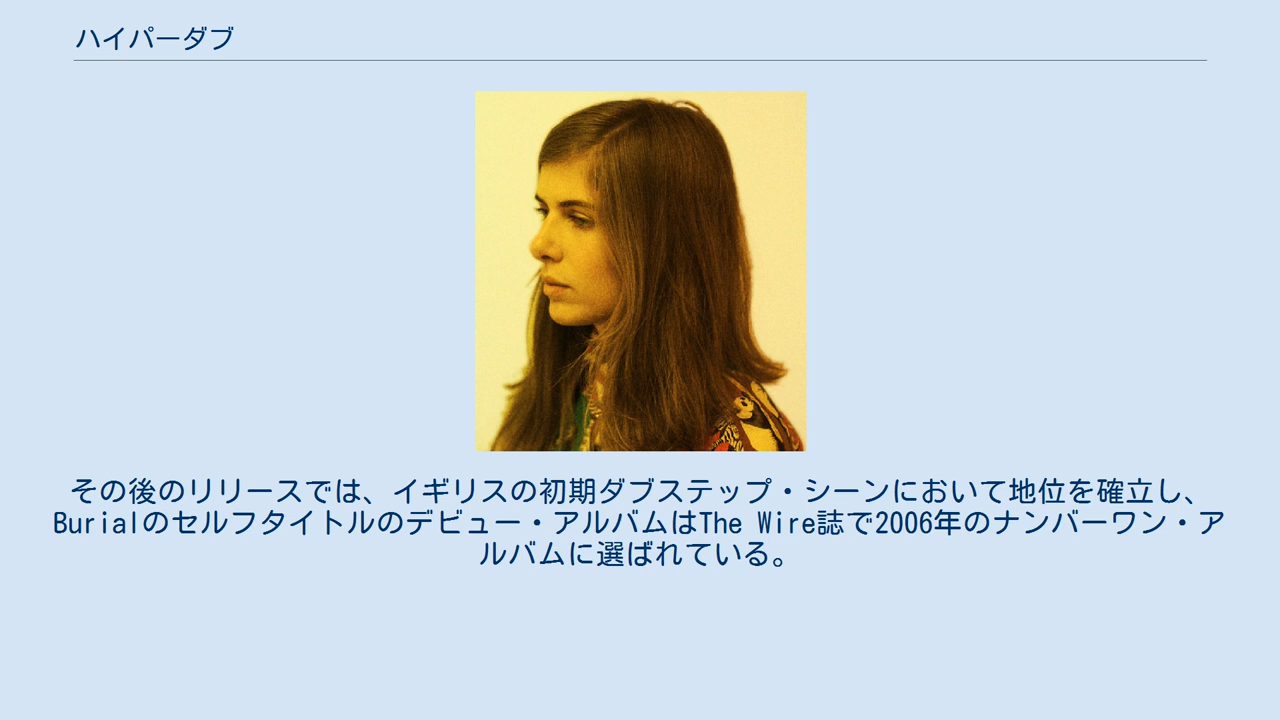 ハイパーダブ
その後のリリースでは、イギリスの初期ダブステップ・シーンにおいて地位を確立し、
Burialのセルフタイトルのデビュー・アルバムはThe Wire誌で2006年のナンバーワン・ア
ルバムに選ばれている。